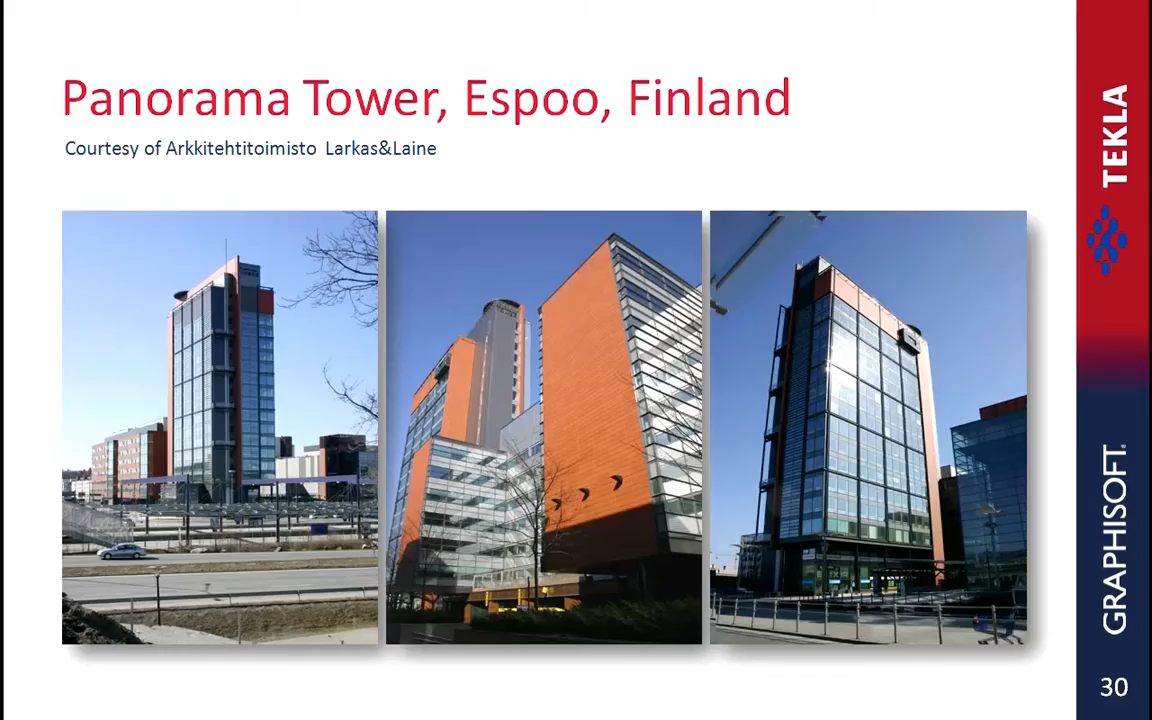 Panorama Tower, Espoo, Finland
Courtesy of Arkkitehtitoimisto Larkas&Laine
TEKLA
GRAPHISOFT.
30